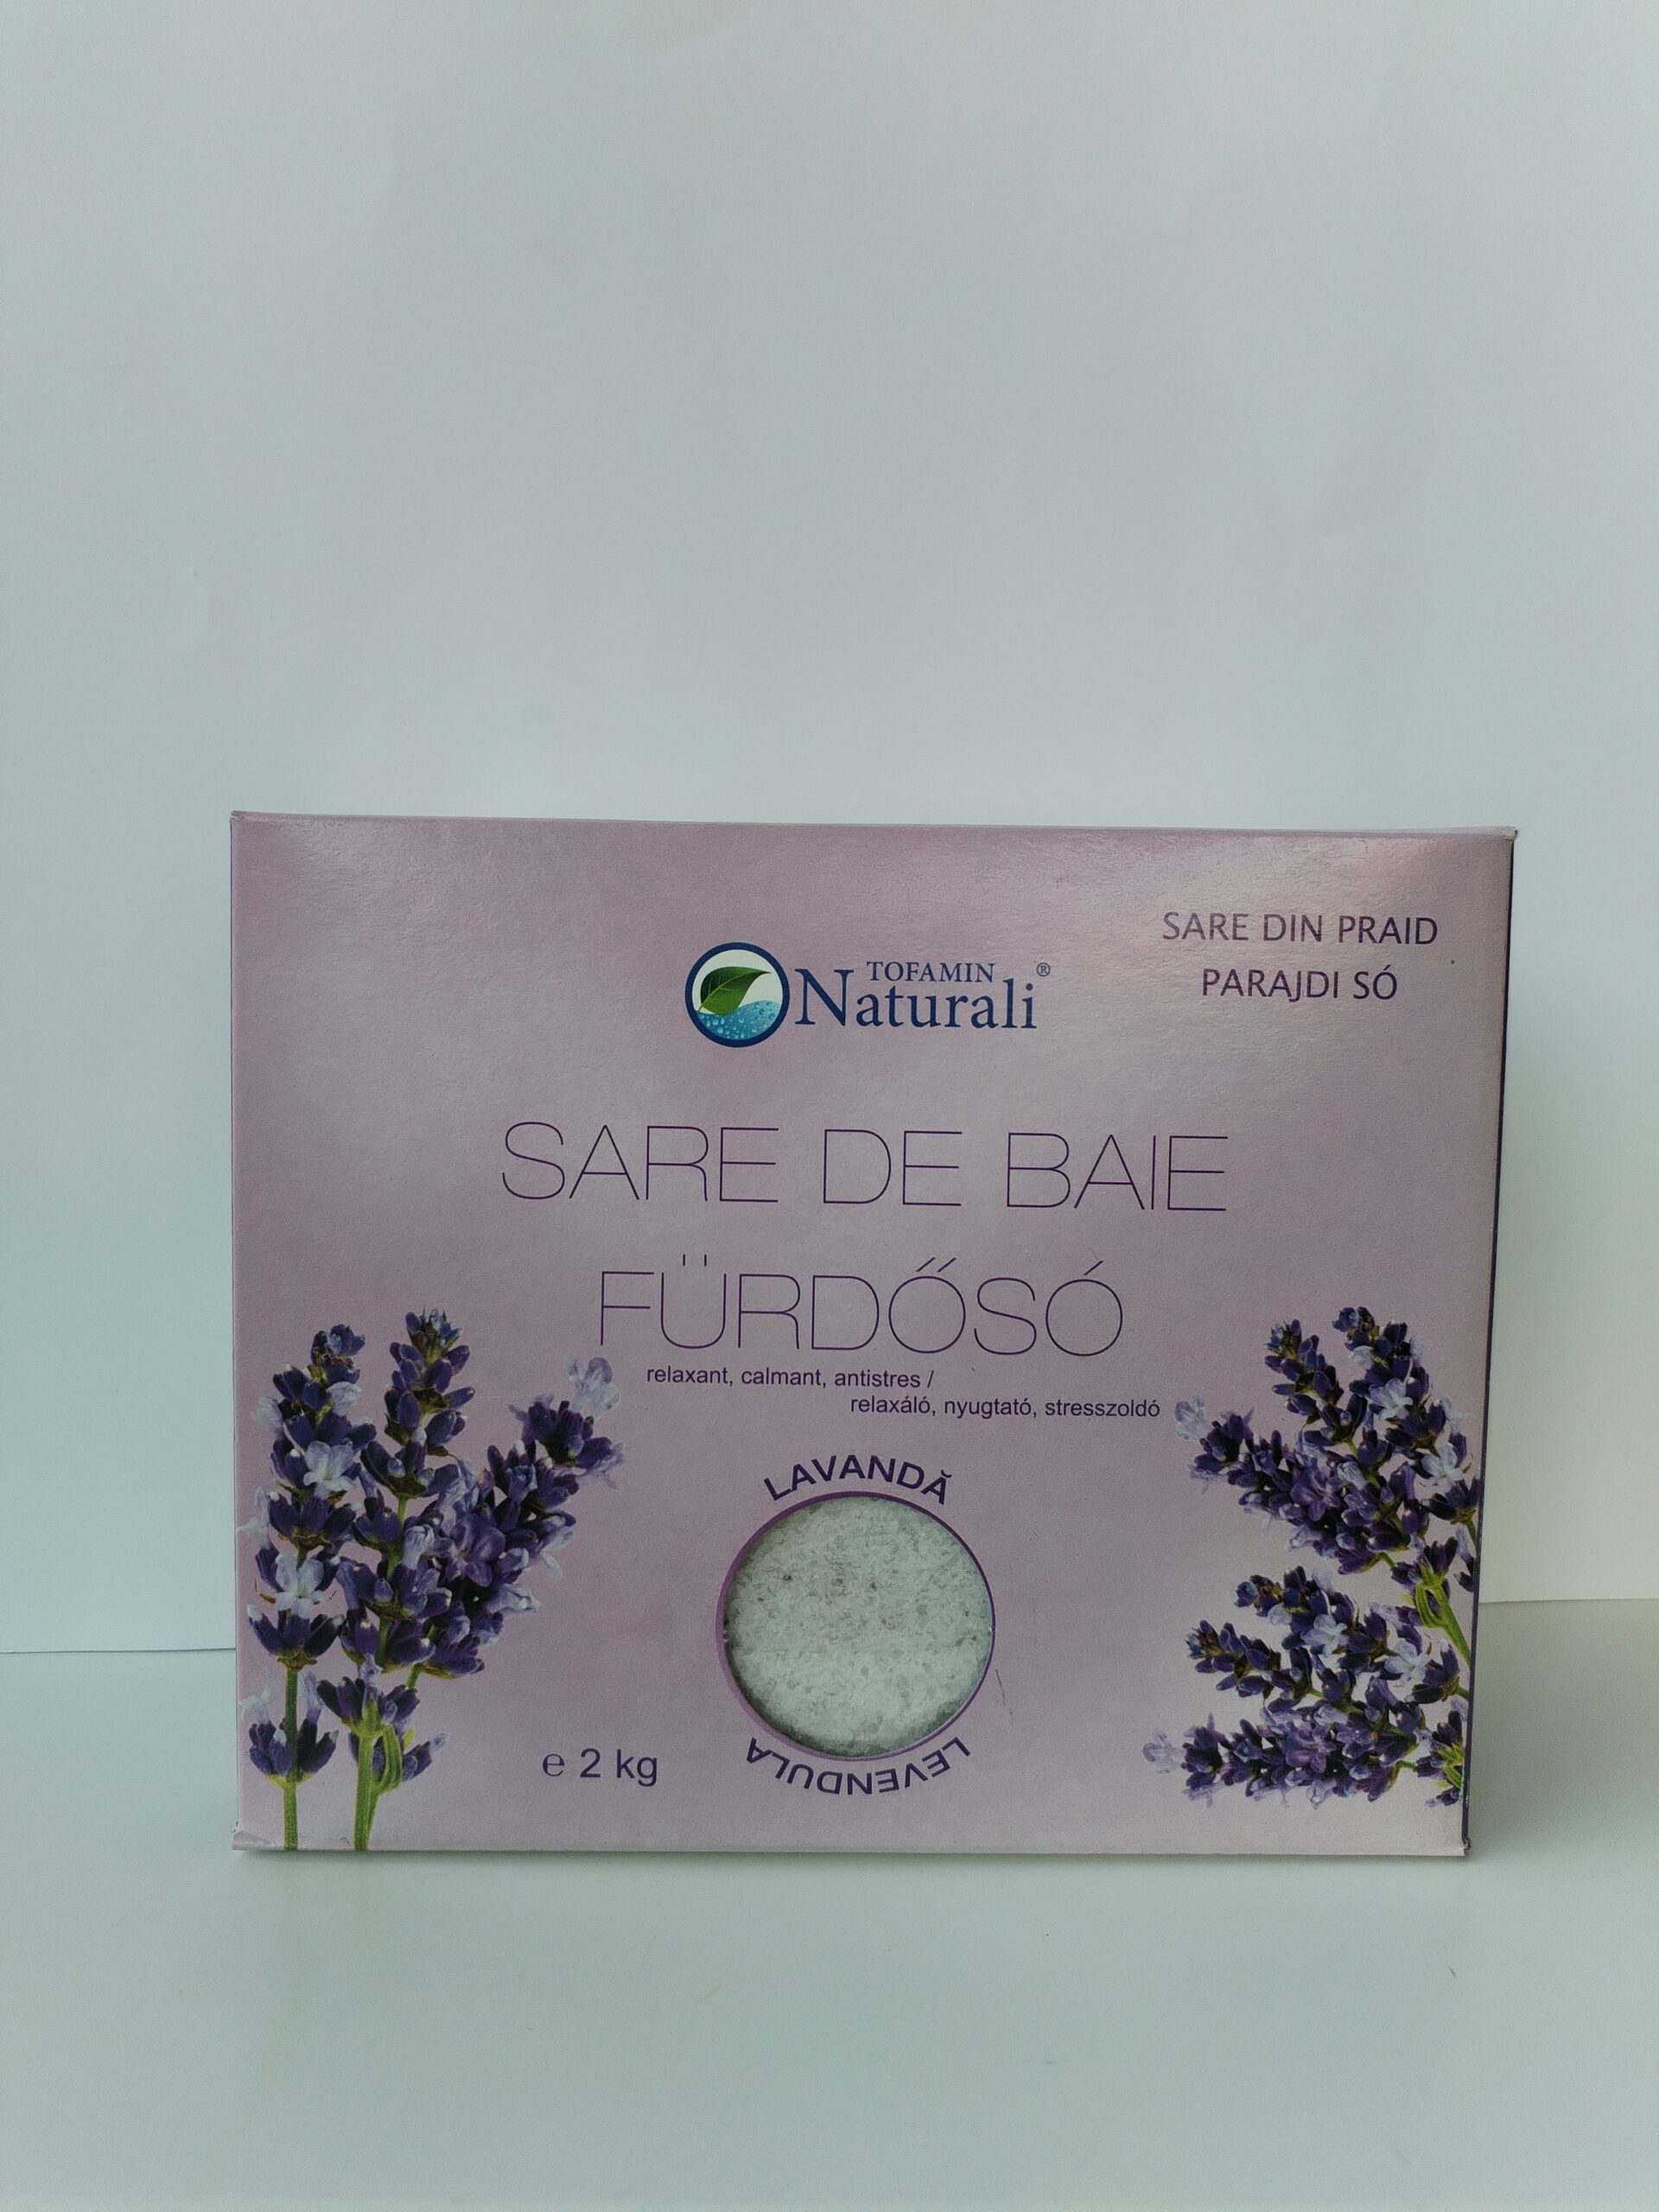 SARE DIN PRAID
PARAJDI SÓ
TOFAMIN
Naturali®
SARE DE BAIE
FÜRDŐSÓ
relaxant, calmant, antistres /
relaxáló, nyugtató, stresszoldó
LAVANDĂ
LEVENDULA
℮ 2 kg